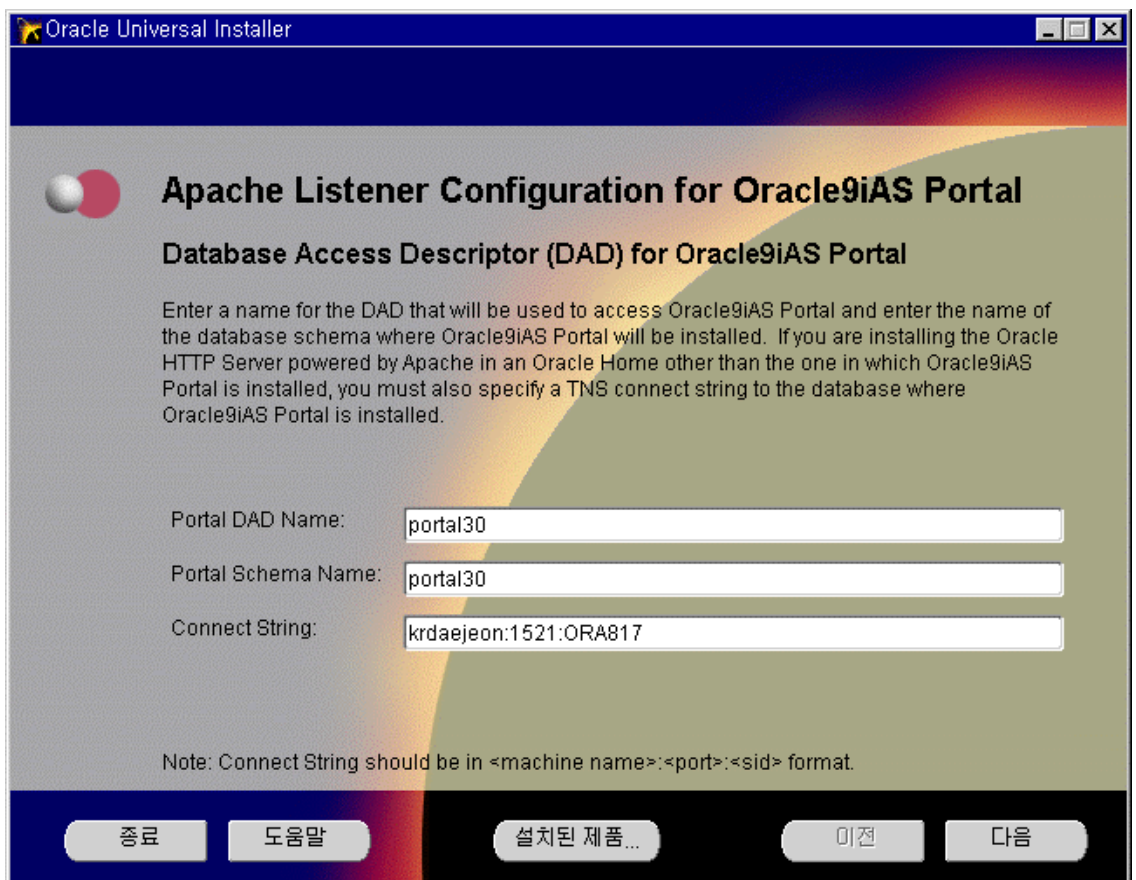 Oracle Universal Installer
Apache Listener Configuration for Oracle9iAS Portal
Database Access Descriptor (DAD) for Oracle9iAS Portal
Enter a name for the DAD that will be used to access Oracle9iAS Portal and enter the name of
the database schema where Oracle9iAS Portal will be installed. If you are installing the Oracle
HTTP Server powered by Apache in an Oracle Home other than the one in which Oracle9iAS
Portal is installed, you must also specify a TNS connect string to the database where
Oracle9iAS Portal is installed.
Portal DAD Name: portal30
Portal Schema Name: portal30
Connect String: krdaejeon:1521:ORA817
Note: Connect String should be in <machine name>:<port>:<sid> format.
종료 도움말 설치된 제품... 이전 다음